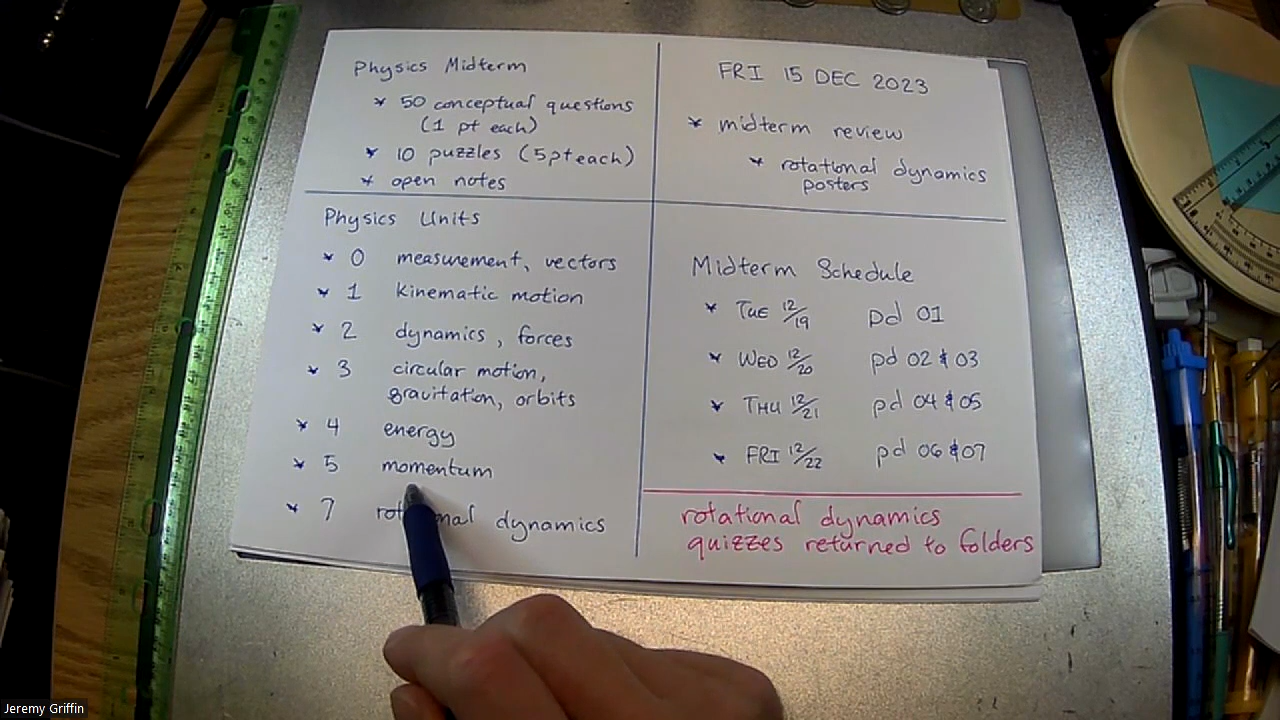 Physics Midterm
* 50 conceptual questions
(1 pt each)
* 10 puzzles (5pt each)
* open notes
FRI 15 DEC 2023
* midterm review
* rotational dynamics
posters
Physics Units
* 0 measurement, vectors
* 1 kinematic motion
* 2 dynamics, forces
* 3 circular motion,
gravitation, orbits
* 4 energy
* 5 momentum
* 7 rotational dynamics
Midterm Schedule
* TUE 12/19 pd 01
* WED 12/20 pd 02 & 03
* THU 12/21 pd 04 & 05
* FRI 12/22 pd 06 & 07
rotational dynamics
quizzes returned to folders
Jeremy Griffin